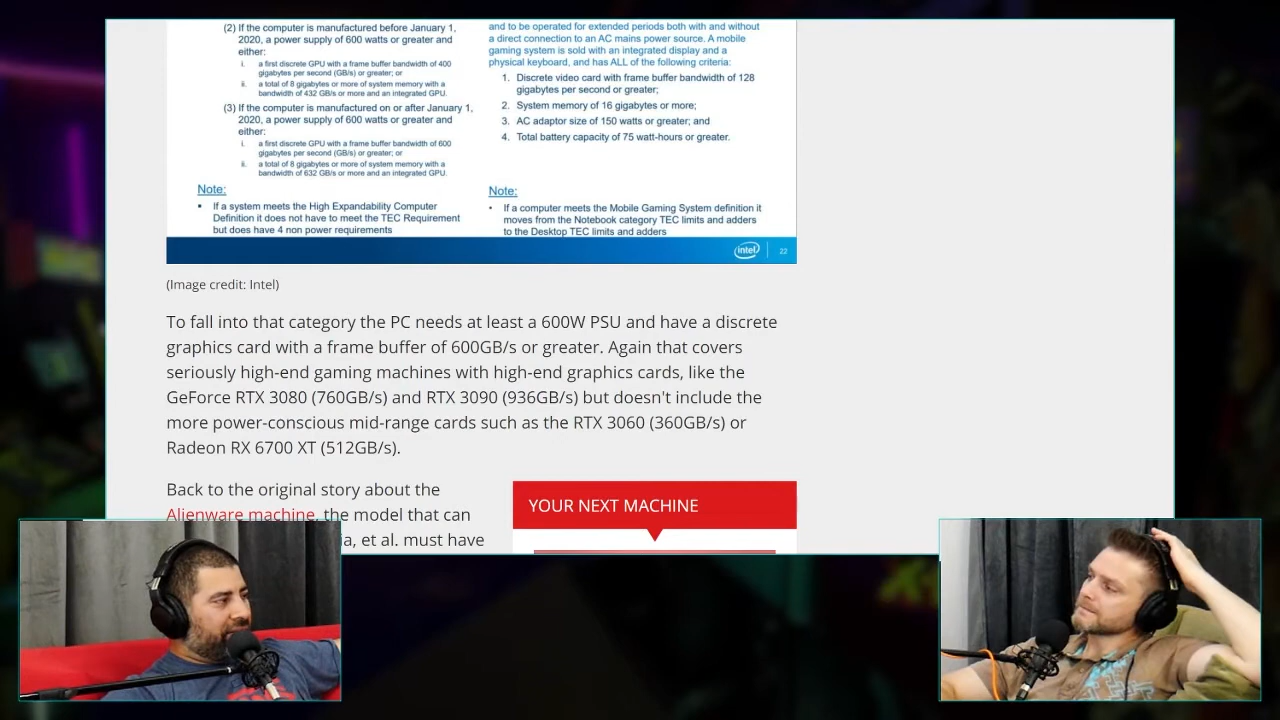 (2) If the computer is manufactured before January 1,
2020, a power supply of 600 watts or greater and
either:
i. a first discrete GPU with a frame buffer bandwidth of 400
gigabytes per second (GB/s) or greater; or
ii. a total of 8 gigabytes or more of system memory with a
bandwidth of 432 GB/s or more and an integrated GPU.
(3) If the computer is manufactured on or after January 1,
2020, a power supply of 600 watts or greater and
either:
i. a first discrete GPU with a frame buffer bandwidth of 600
gigabytes per second (GB/s) or greater; or
ii. a total of 8 gigabytes or more of system memory with a
bandwidth of 632 GB/s or more and an integrated GPU.
Note:
• If a system meets the High Expandability Computer
Definition it does not have to meet the TEC Requirement
but does have 4 non power requirements
and to be operated for extended periods both with and without
a direct connection to an AC mains power source. A mobile
gaming system is sold with an integrated display and a
physical keyboard, and has ALL of the following criteria:
1. Discrete video card with frame buffer bandwidth of 128
gigabytes per second or greater;
2. System memory of 16 gigabytes or more;
3. AC adaptor size of 150 watts or greater; and
4. Total battery capacity of 75 watt-hours or greater.
Note:
• If a computer meets the Mobile Gaming System definition it
moves from the Notebook category TEC limits and adders
to the Desktop TEC limits and adders
intel
22
(Image credit: Intel)
To fall into that category the PC needs at least a 600W PSU and have a discrete
graphics card with a frame buffer of 600GB/s or greater. Again that covers
seriously high-end gaming machines with high-end graphics cards, like the
GeForce RTX 3080 (760GB/s) and RTX 3090 (936GB/s) but doesn't include the
more power-conscious mid-range cards such as the RTX 3060 (360GB/s) or
Radeon RX 6700 XT (512GB/s).
Back to the original story about the
Alienware machine, the model that can
ia, et al. must have
YOUR NEXT MACHINE